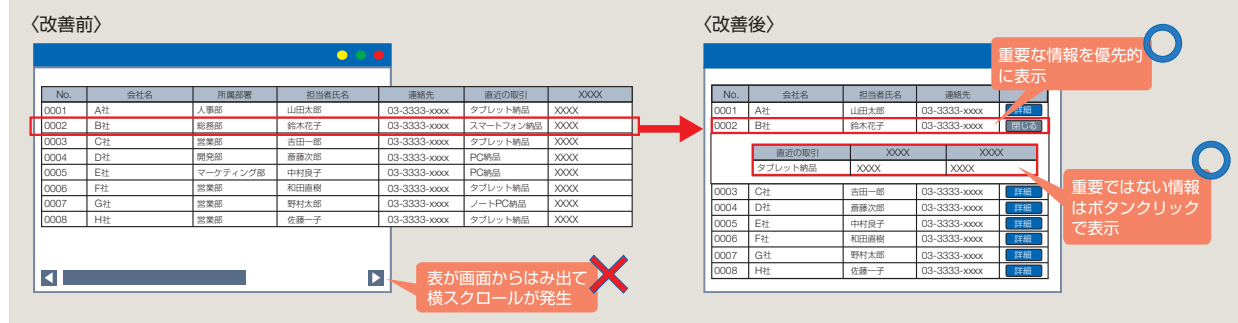 〈改善前〉
No. 会社名 所属部署 担当者氏名 連絡先 直近の取引 XXXX
0001 A社 人事部 山田太郎 03-3333-xxxx タブレット納品 XXXX
0002 B社 総務部 鈴木花子 03-3333-xxxx スマートフォン納品 XXXX
0003 C社 営業部 吉田一郎 03-3333-xxxx タブレット納品 XXXX
0004 D社 開発部 斎藤次郎 03-3333-xxxx PC納品 XXXX
0005 E社 マーケティング部 中村良子 03-3333-xxxx PC納品 XXXX
0006 F社 営業部 和田直樹 03-3333-xxxx タブレット納品 XXXX
0007 G社 営業部 野村太郎 03-3333-xxxx ノートPC納品 XXXX
0008 H社 営業部 佐藤一子 03-3333-xxxx タブレット納品 XXXX
表が画面からはみ出て
横スクロールが発生
〈改善後〉
重要な情報を優先的
に表示
No. 会社名 担当者氏名 連絡先
0001 A社 山田太郎 03-3333-xxxx 詳細
0002 B社 鈴木花子 03-3333-xxxx 閉じる
直近の取引 XXXX XXXX
タブレット納品 XXXX XXXX
0003 C社 吉田一郎 03-3333-xxxx 詳細
0004 D社 斎藤次郎 03-3333-xxxx 詳細
0005 E社 中村良子 03-3333-xxxx 詳細
0006 F社 和田直樹 03-3333-xxxx 詳細
0007 G社 野村太郎 03-3333-xxxx 詳細
0008 H社 佐藤一子 03-3333-xxxx 詳細
重要ではない情報
はボタンクリック
で表示